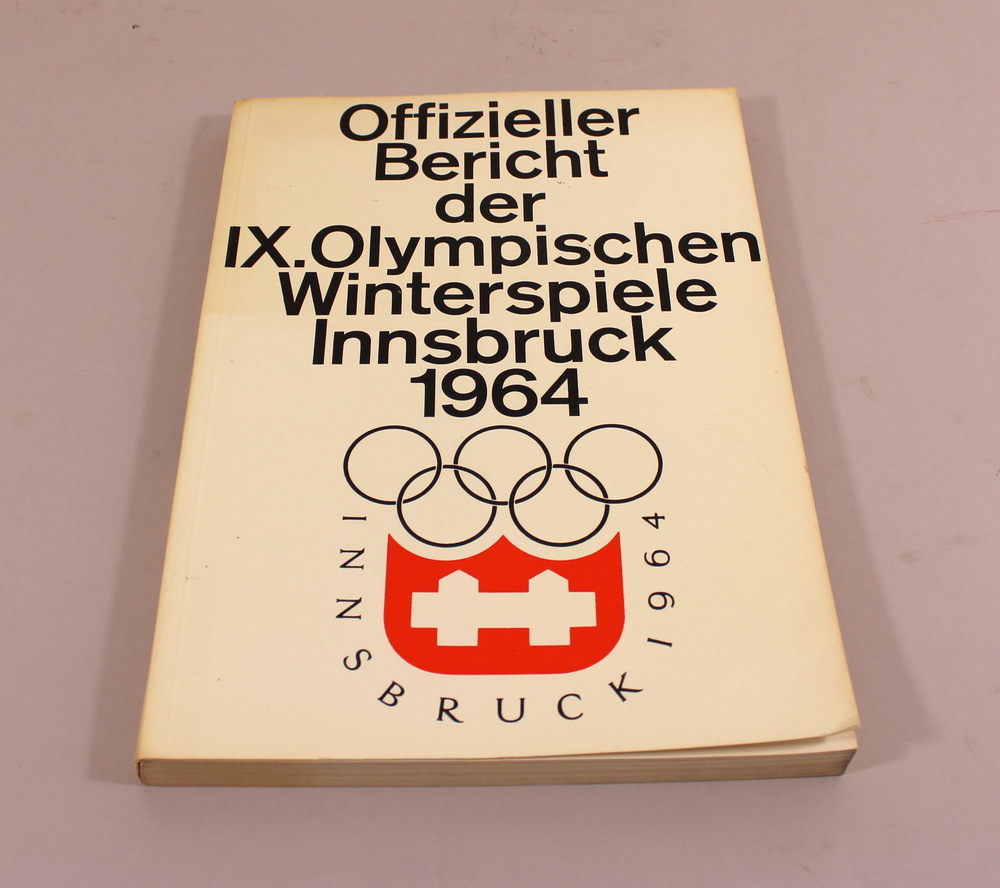 Offizieller
Bericht
der
IX.Olympischen
Winterspiele
Innsbruck
1964
INNSBRUCK 1964